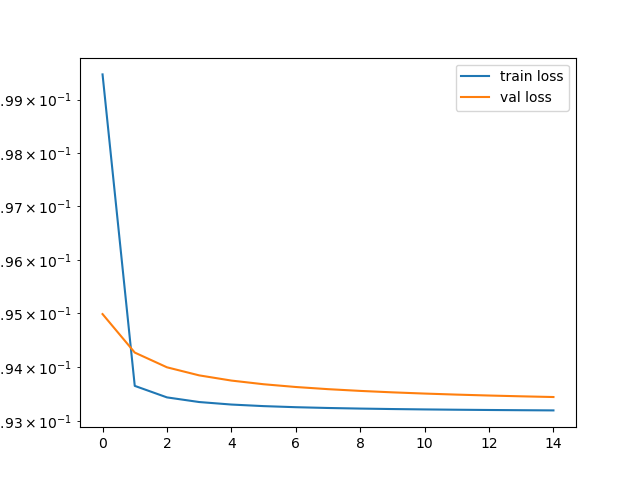 train loss
val loss
.99 × 10⁻¹
.98 × 10⁻¹
.97 × 10⁻¹
.96 × 10⁻¹
.95 × 10⁻¹
.94 × 10⁻¹
.93 × 10⁻¹
0 2 4 6 8 10 12 14